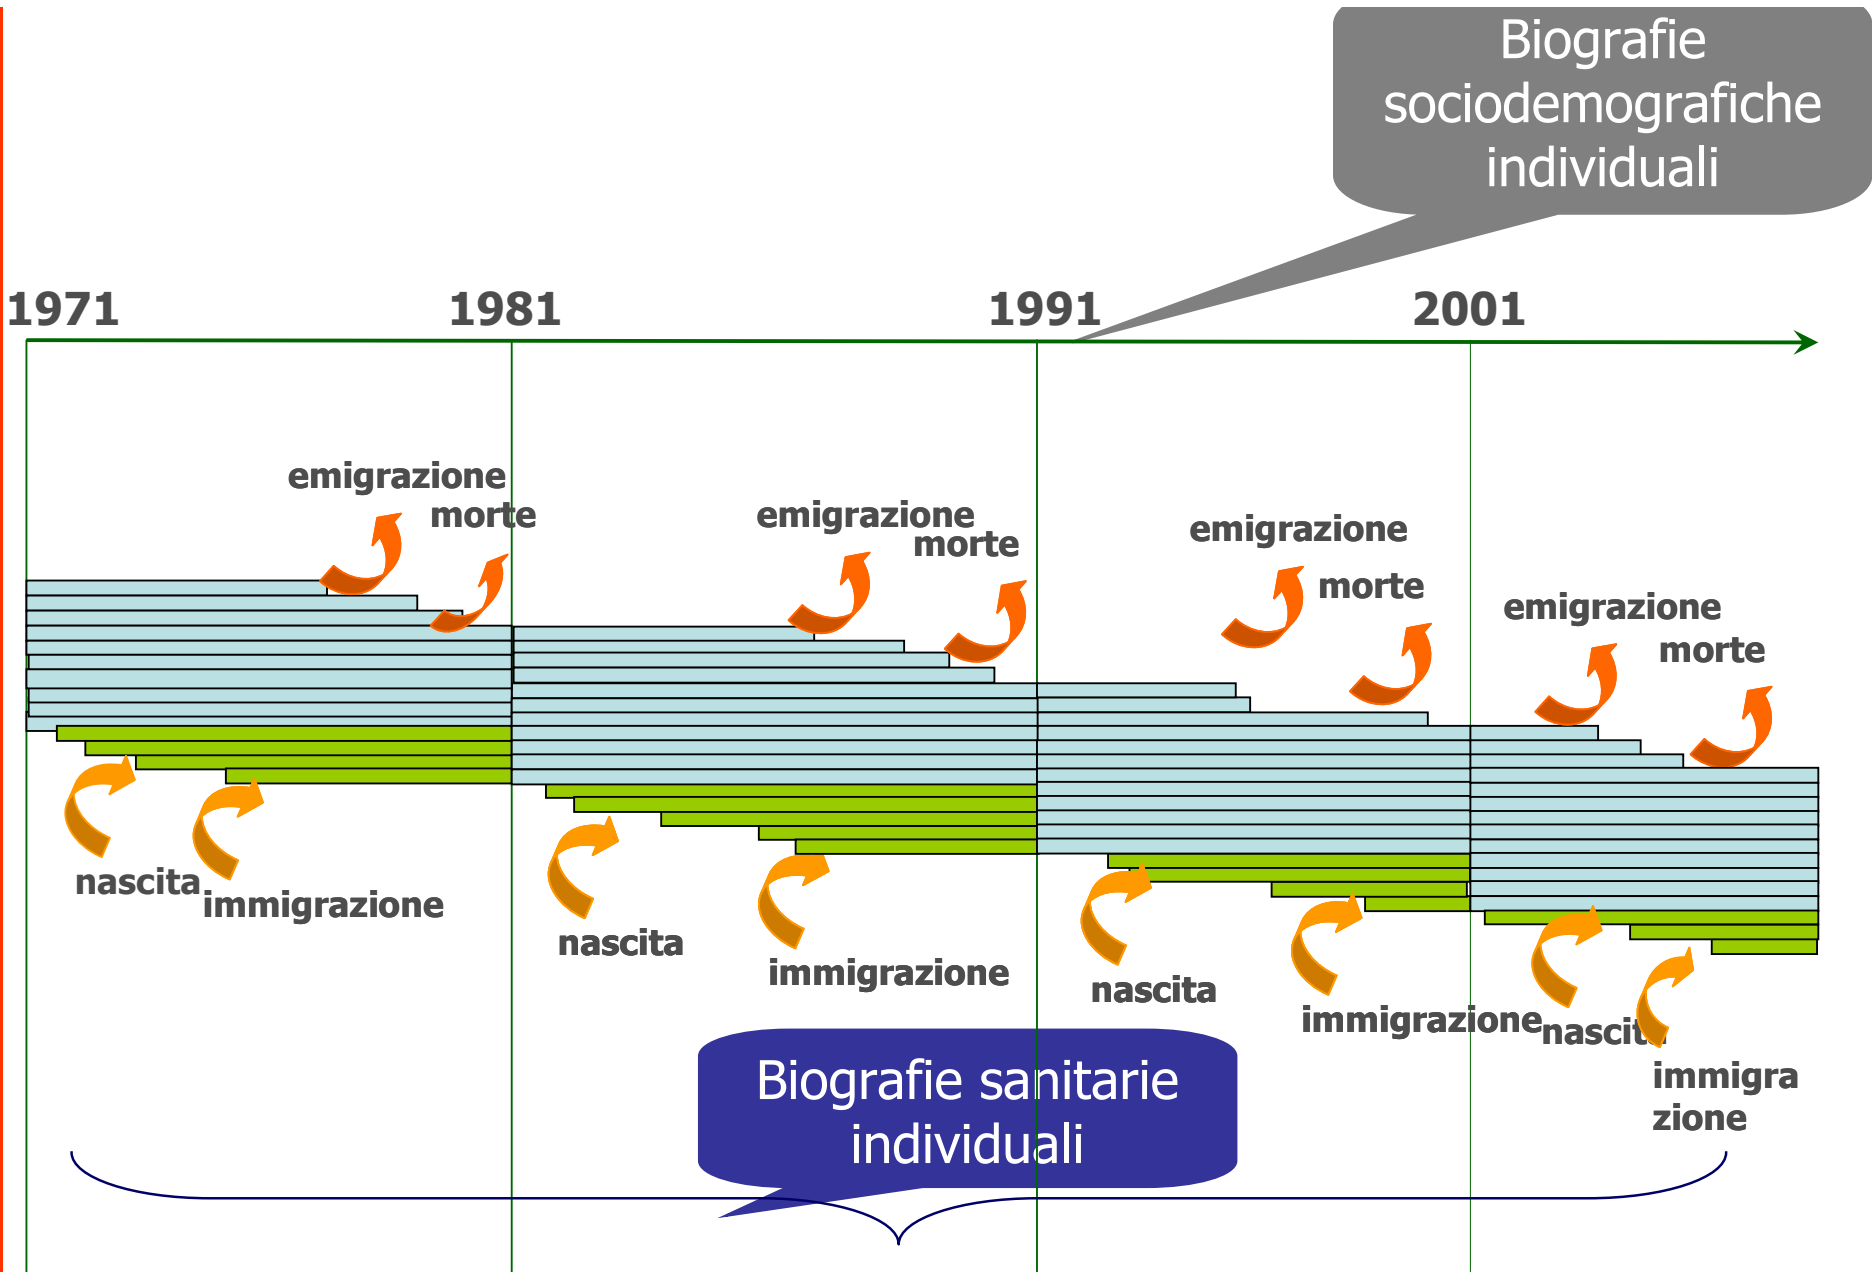 Biografie
sociodemografiche
individuali
1971
1981
1991
2001
emigrazione
morte
emigrazione
morte
emigrazione
morte
emigrazione
morte
nascita
immigrazione
nascita
immigrazione
nascita
immigrazione
nascita
immigra
zione
Biografie sanitarie
individuali